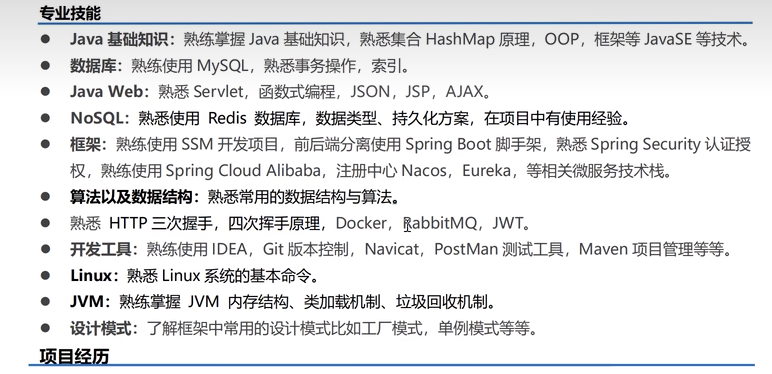 专业技能
● Java 基础知识：熟练掌握 Java 基础知识，熟悉集合 HashMap 原理，OOP，框架等 JavaSE 等技术。
● 数据库：熟练使用 MySQL，熟悉事务操作，索引。
● Java Web：熟悉 Servlet，函数式编程，JSON，JSP，AJAX。
● NoSQL：熟悉使用 Redis 数据库，数据类型、持久化方案，在项目中有使用经验。
● 框架：熟练使用 SSM 开发项目，前后端分离使用 Spring Boot 脚手架，熟悉 Spring Security 认证授
权，熟练使用 Spring Cloud Alibaba，注册中心 Nacos，Eureka，等相关微服务技术栈。
● 算法以及数据结构：熟悉常用的数据结构与算法。
● 熟悉 HTTP 三次握手，四次挥手原理，Docker，RabbitMQ，JWT。
● 开发工具：熟练使用 IDEA，Git 版本控制，Navicat，PostMan 测试工具，Maven 项目管理等等。
● Linux：熟悉 Linux 系统的基本命令。
● JVM：熟练掌握 JVM 内存结构、类加载机制、垃圾回收机制。
● 设计模式：了解框架中常用的设计模式比如工厂模式，单例模式等等。
项目经历